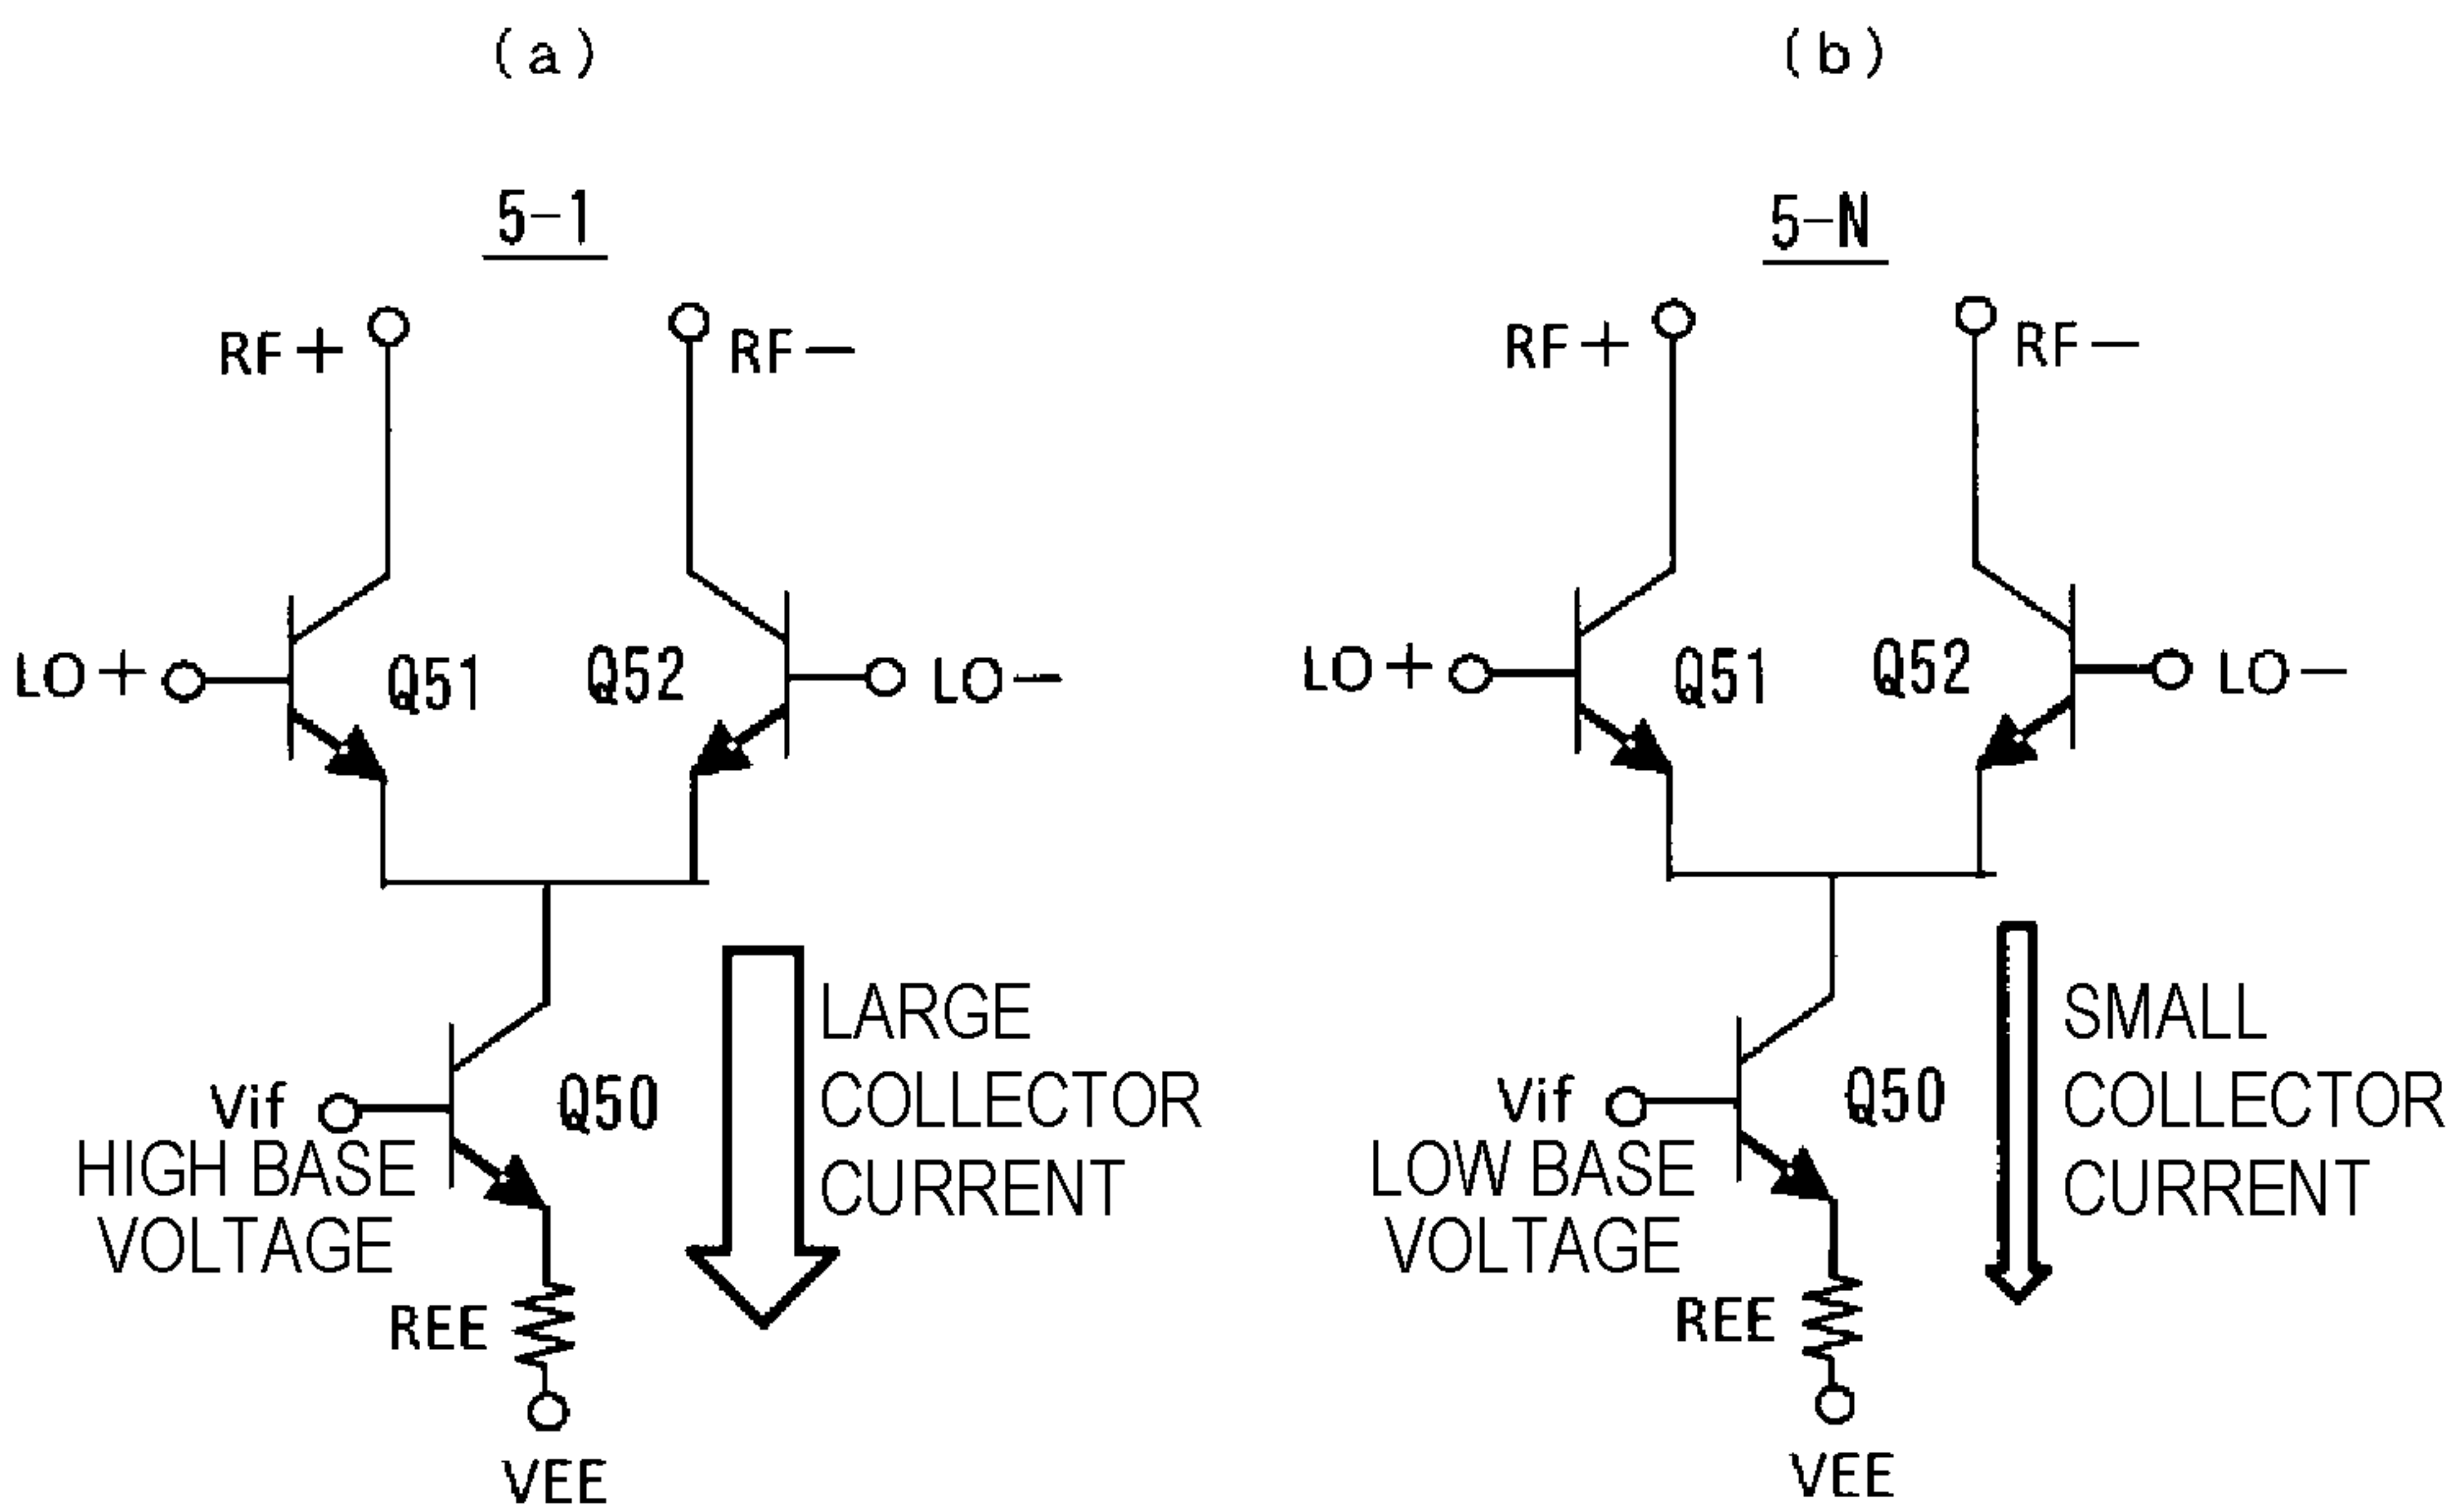 (a)
5-1
RF+
RF-
LO+
Q51
Q52
LO-
LARGE
COLLECTOR
CURRENT
Vif
Q50
HIGH BASE
VOLTAGE
REE
VEE
(b)
5-N
RF+
RF-
LO+
Q51
Q52
LO-
SMALL
COLLECTOR
CURRENT
Vif
Q50
LOW BASE
VOLTAGE
REE
VEE